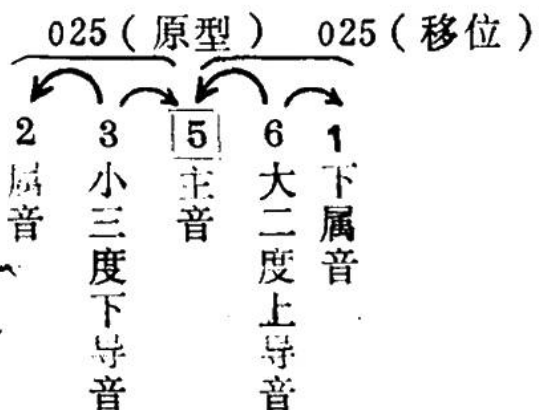 025(原型) 025(移位)
2 3 5 6 1
属音
小三度下导音
主音
大二度上导音
下属音